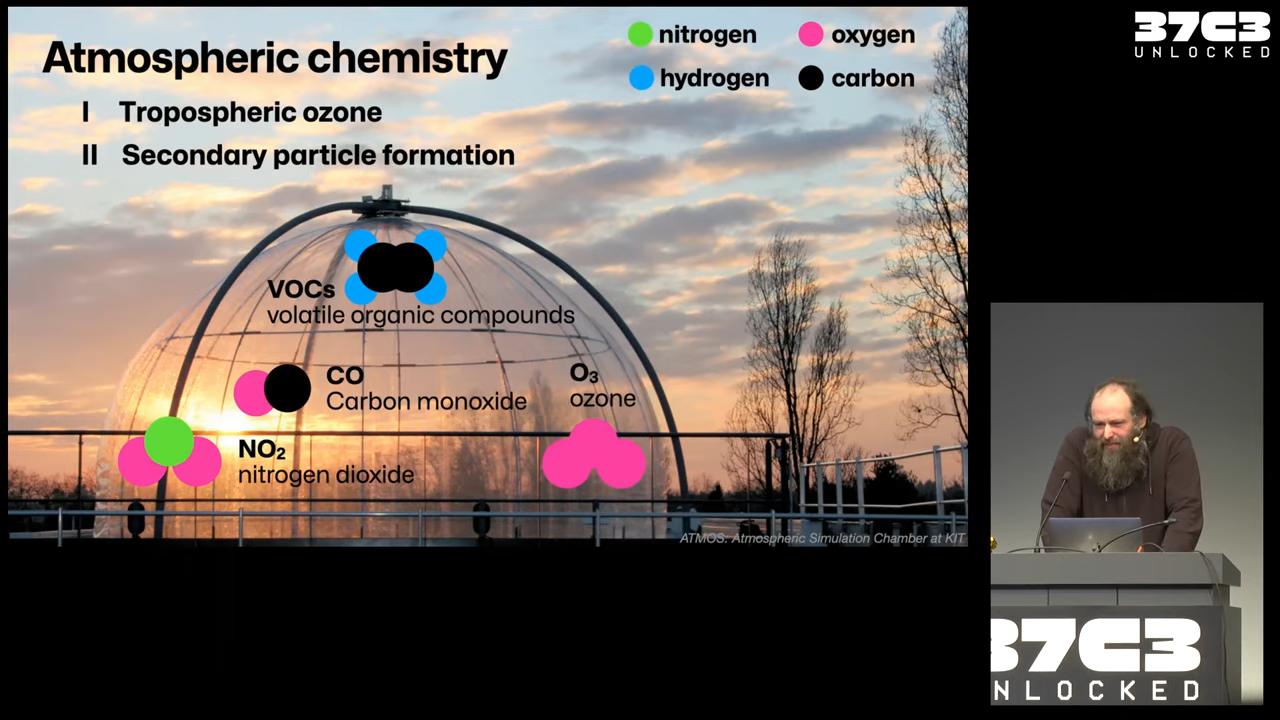 Atmospheric chemistry
I Tropospheric ozone
II Secondary particle formation
nitrogen
oxygen
hydrogen
carbon
VOCs
volatile organic compounds
CO
Carbon monoxide
O₃
ozone
NO₂
nitrogen dioxide
ATMOS: Atmospheric Simulation Chamber at KIT
37C3
UNLOCKED
37C3
UNLOCKED